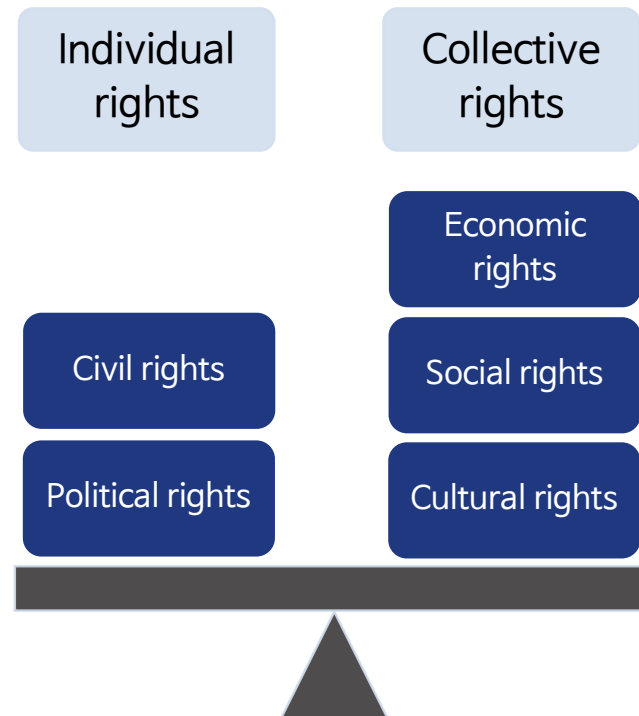 Individual
rights
Collective
rights
Economic
rights
Civil rights
Social rights
Political rights
Cultural rights